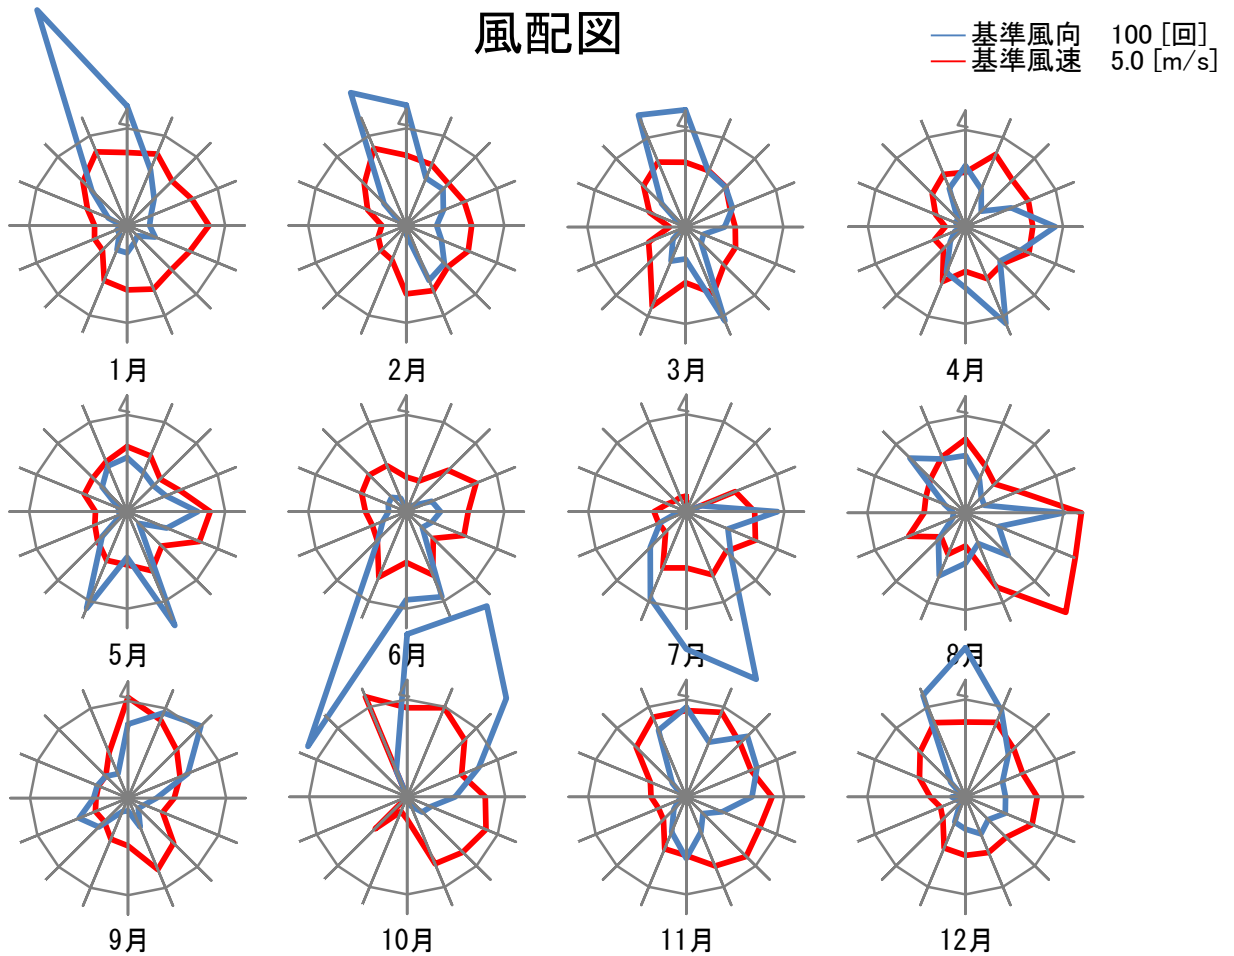 風配図
基準風向 100 [回]
基準風速 5.0 [m/s]
1月
2月
3月
4月
5月
6月
7月
8月
9月
10月
11月
12月